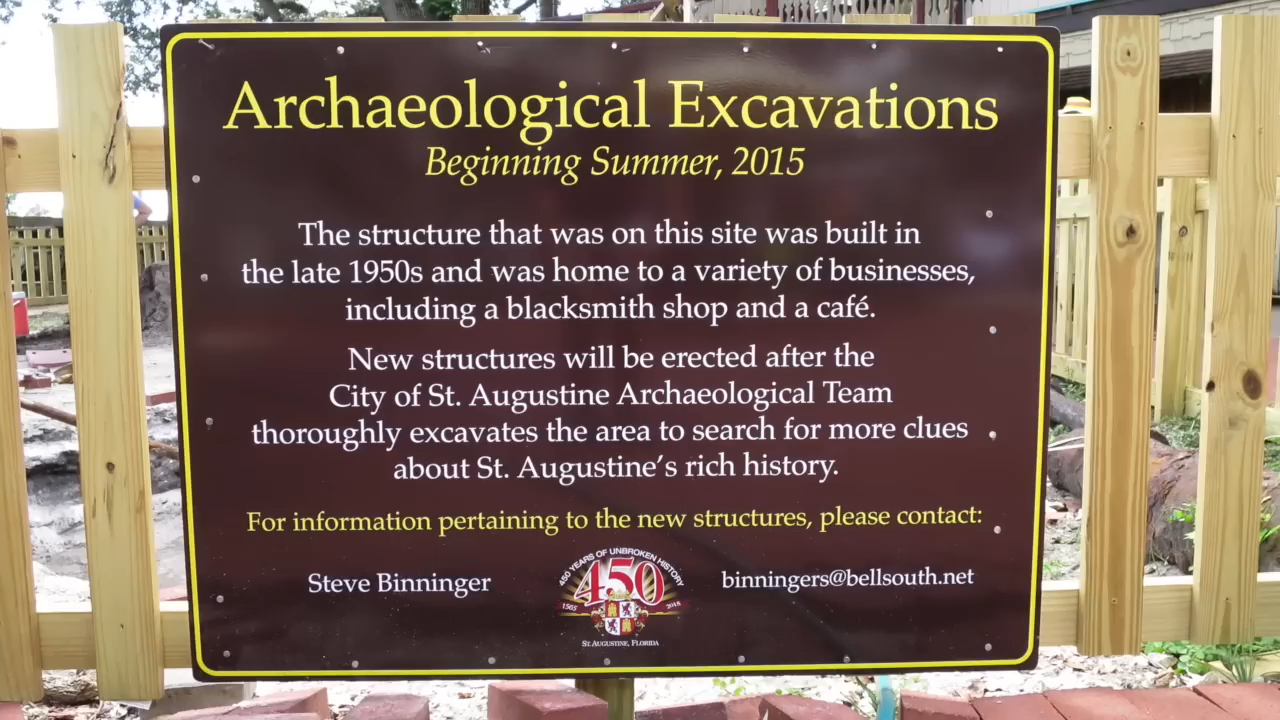 Archaeological Excavations
Beginning Summer, 2015
The structure that was on this site was built in
the late 1950s and was home to a variety of businesses,
including a blacksmith shop and a café.
New structures will be erected after the
City of St. Augustine Archaeological Team
thoroughly excavates the area to search for more clues
about St. Augustine's rich history.
For information pertaining to the new structures, please contact:
Steve Binninger
450 YEARS OF UNBROKEN HISTORY
450
1565 2015
ST. AUGUSTINE, FLORIDA
binningers@bellsouth.net